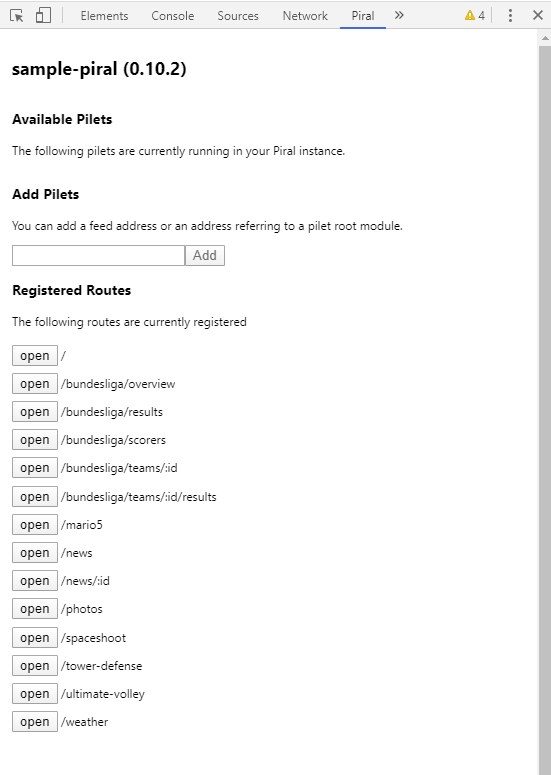 Elements Console Sources Network Piral » 4
sample-piral (0.10.2)
Available Pilets
The following pilets are currently running in your Piral instance.
Add Pilets
You can add a feed address or an address referring to a pilet root module.
Add
Registered Routes
The following routes are currently registered
open /
open /bundesliga/overview
open /bundesliga/results
open /bundesliga/scorers
open /bundesliga/teams/:id
open /bundesliga/teams/:id/results
open /mario5
open /news
open /news/:id
open /photos
open /spaceshoot
open /tower-defense
open /ultimate-volley
open /weather